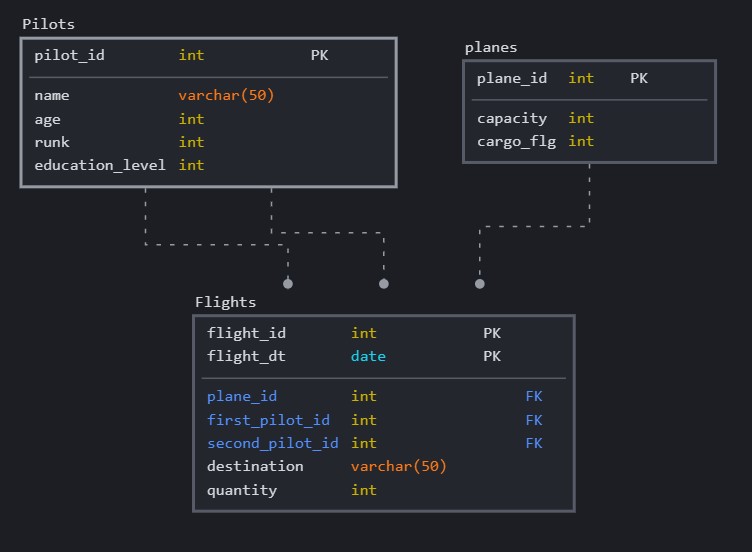 Pilots
pilot_id int PK
name varchar(50)
age int
runk int
education_level int
planes
plane_id int PK
capacity int
cargo_flg int
Flights
flight_id int PK
flight_dt date PK
plane_id int FK
first_pilot_id int FK
second_pilot_id int FK
destination varchar(50)
quantity int